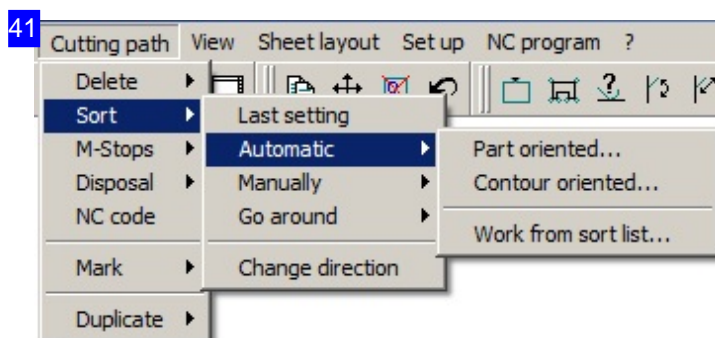 41
Cutting path View Sheet layout Set up NC program ?
Delete
Sort
M-Stops
Disposal
NC code
Mark
Duplicate
Last setting
Automatic
Manually
Go around
Change direction
Part oriented...
Contour oriented...
Work from sort list...